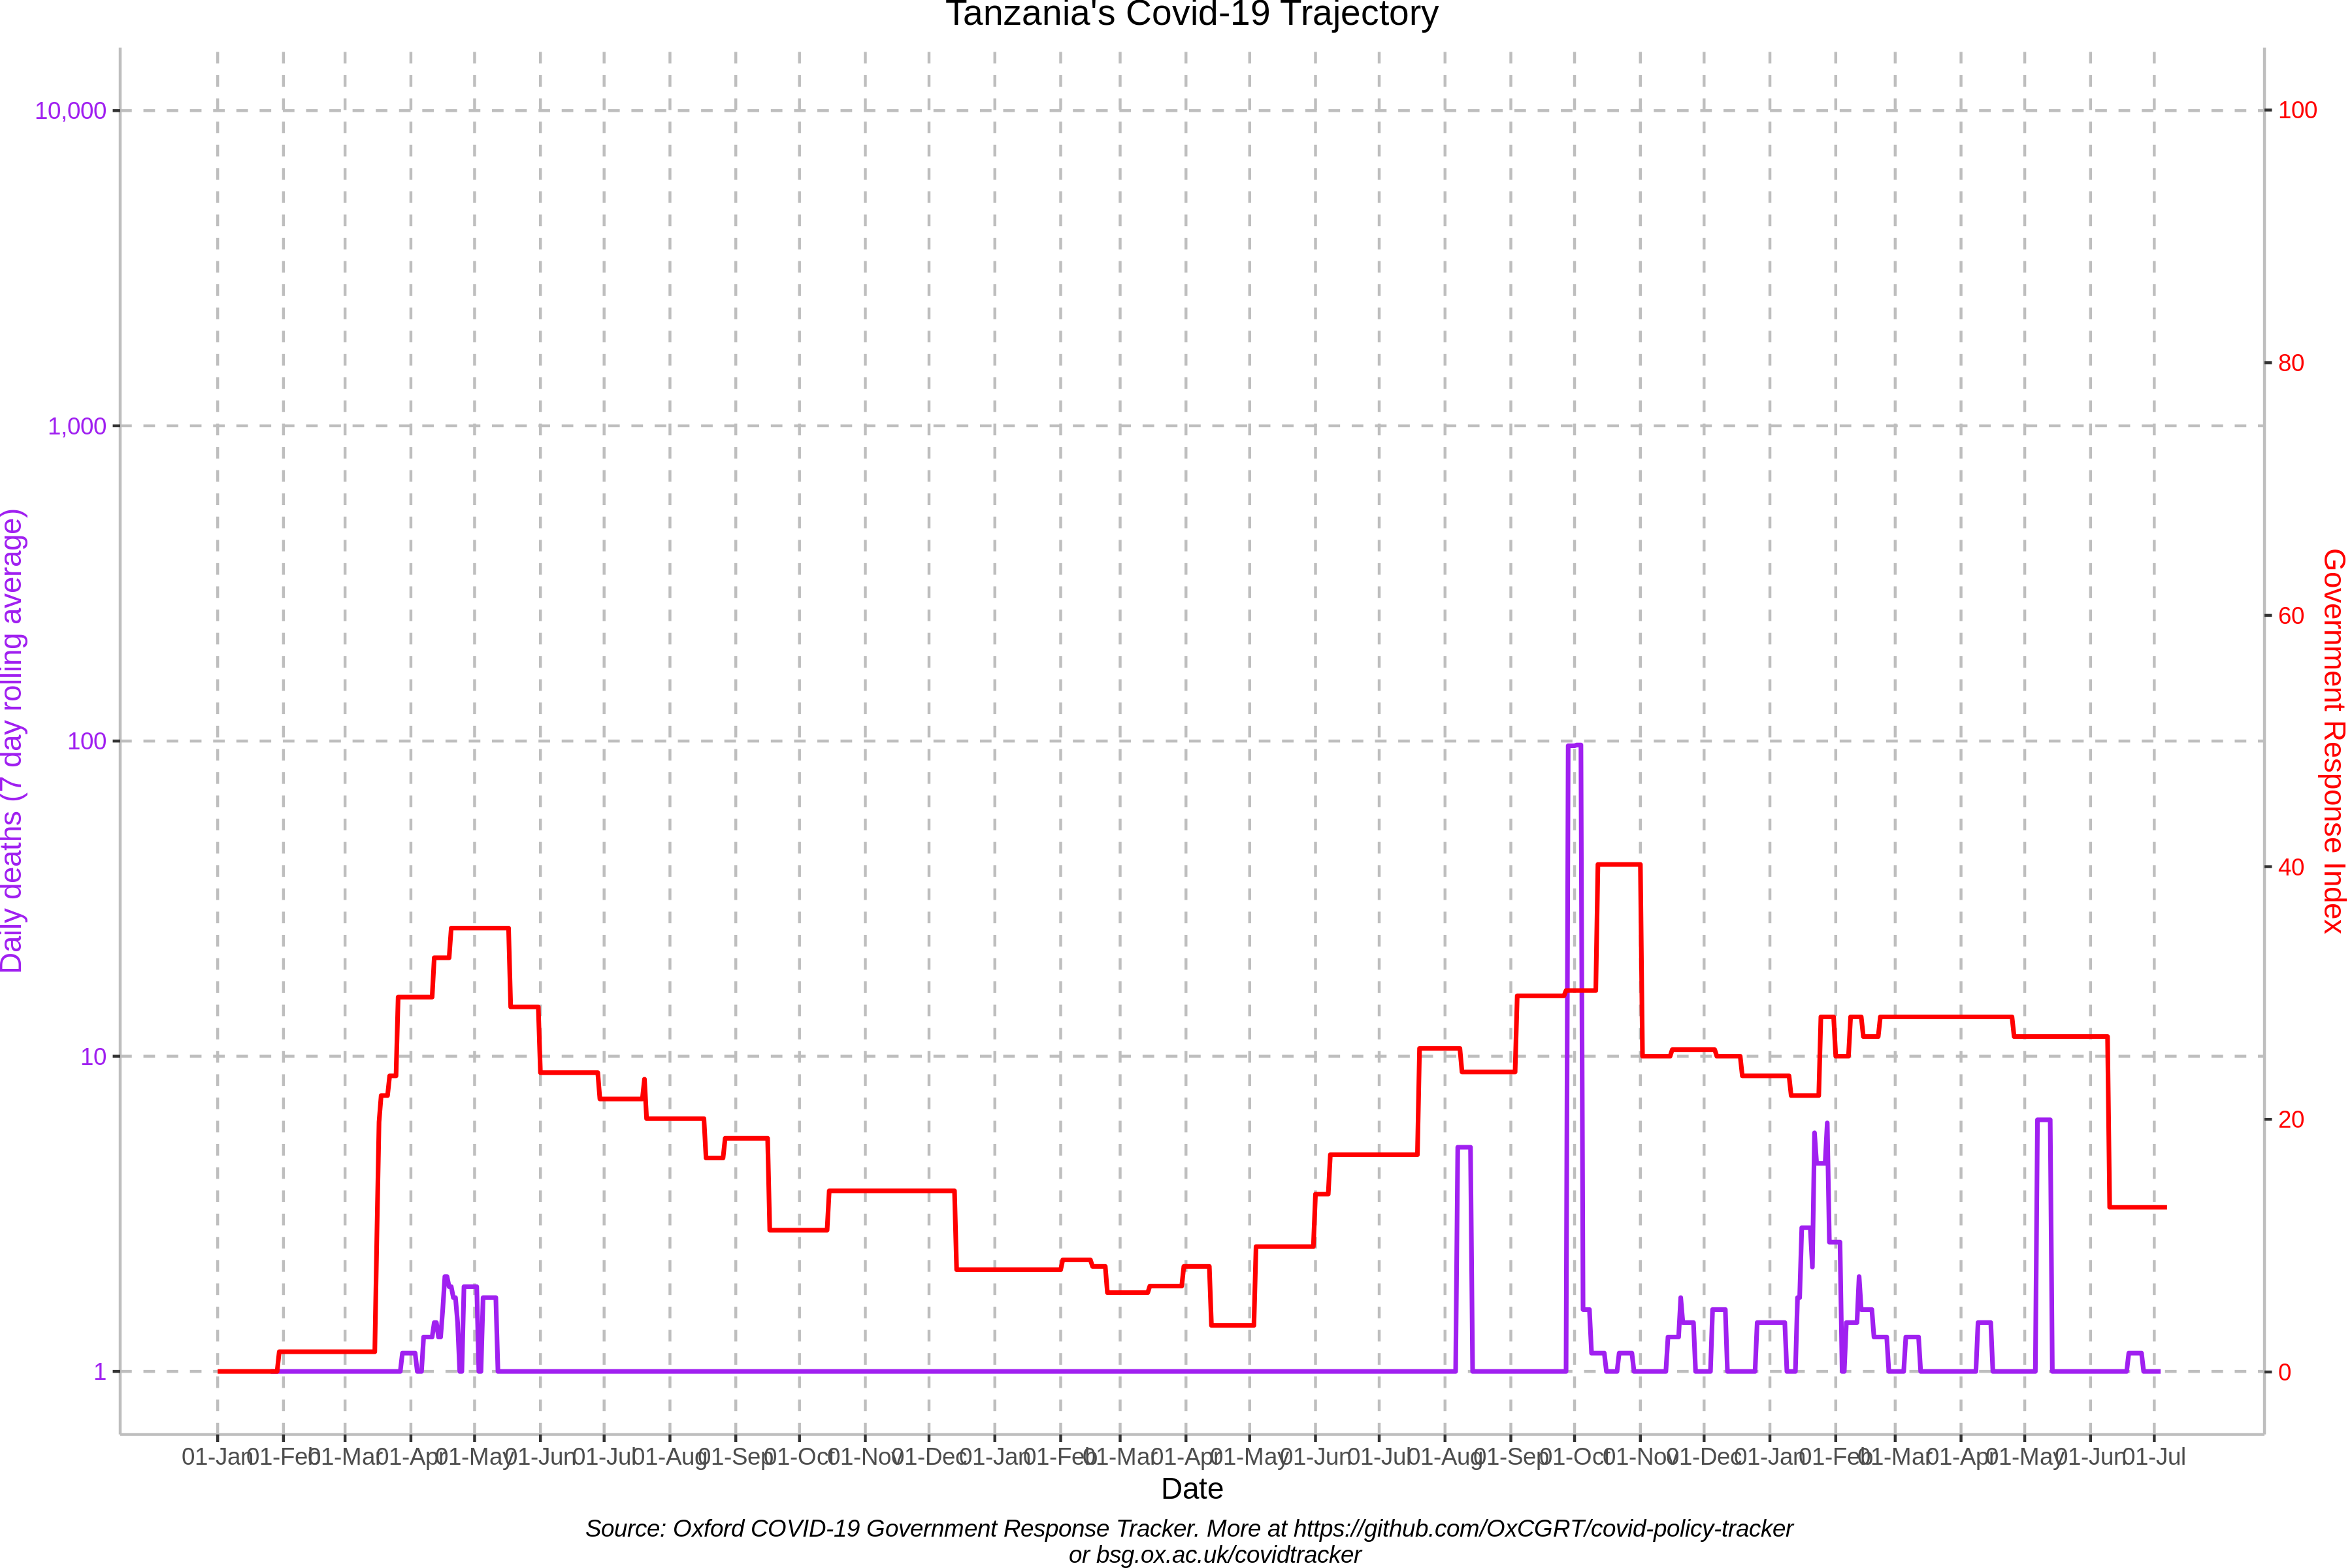 Tanzania's Covid-19 Trajectory
10,000
1,000
100
10
1
Daily deaths (7 day rolling average)
100
80
60
40
20
0
Government Response Index
01-Jan 01-Feb 01-Mar 01-Apr 01-May 01-Jun 01-Jul 01-Aug 01-Sep 01-Oct 01-Nov 01-Dec 01-Jan 01-Feb 01-Mar 01-Apr 01-May 01-Jun 01-Jul 01-Aug 01-Sep 01-Oct 01-Nov 01-Dec 01-Jan 01-Feb 01-Mar 01-Apr 01-May 01-Jun 01-Jul
Date
Source: Oxford COVID-19 Government Response Tracker. More at https://github.com/OxCGRT/covid-policy-tracker
or bsg.ox.ac.uk/covidtracker